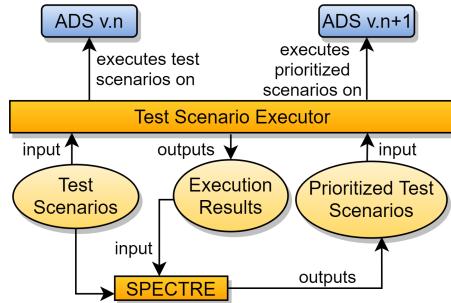 ADS v.n
ADS v.n+1
executes test
scenarios on
executes
prioritized
scenarios on
Test Scenario Executor
input
outputs
input
Test
Scenarios
Execution
Results
Prioritized Test
Scenarios
input
SPECTRE
outputs